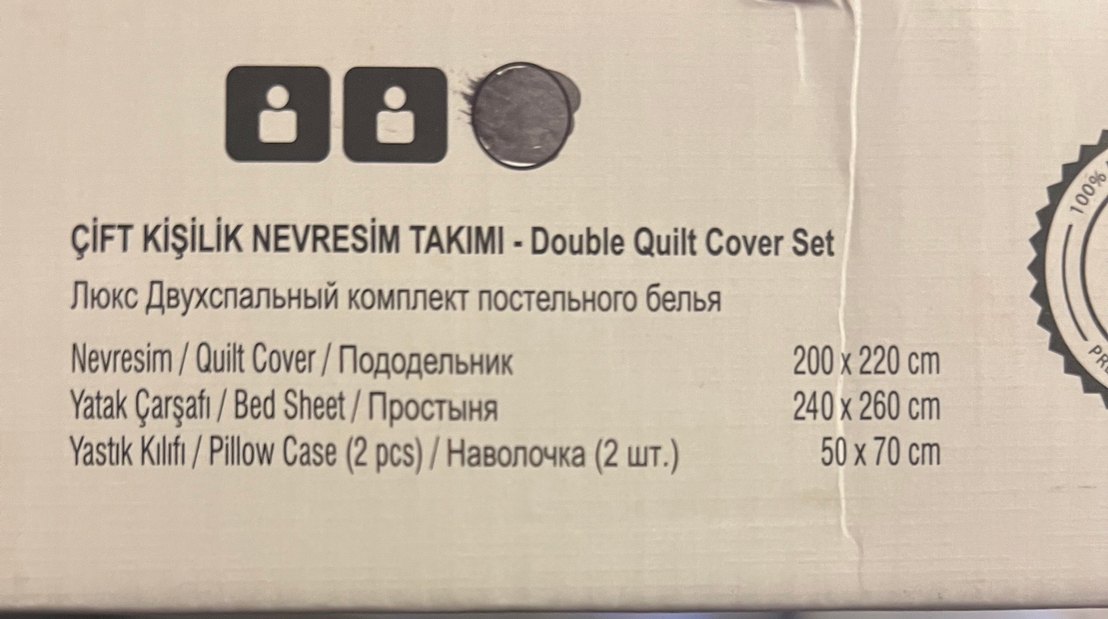 ÇİFT KİŞİLİK NEVRESİM TAKIMI - Double Quilt Cover Set
Люкс Двухспальный комплект постельного белья
Nevresim / Quilt Cover / Пододельник 200 x 220 cm
Yatak Çarşafı / Bed Sheet / Простыня 240 x 260 cm
Yastık Kılıfı / Pillow Case (2 pcs) / Наволочка (2 шт.) 50 x 70 cm
100%